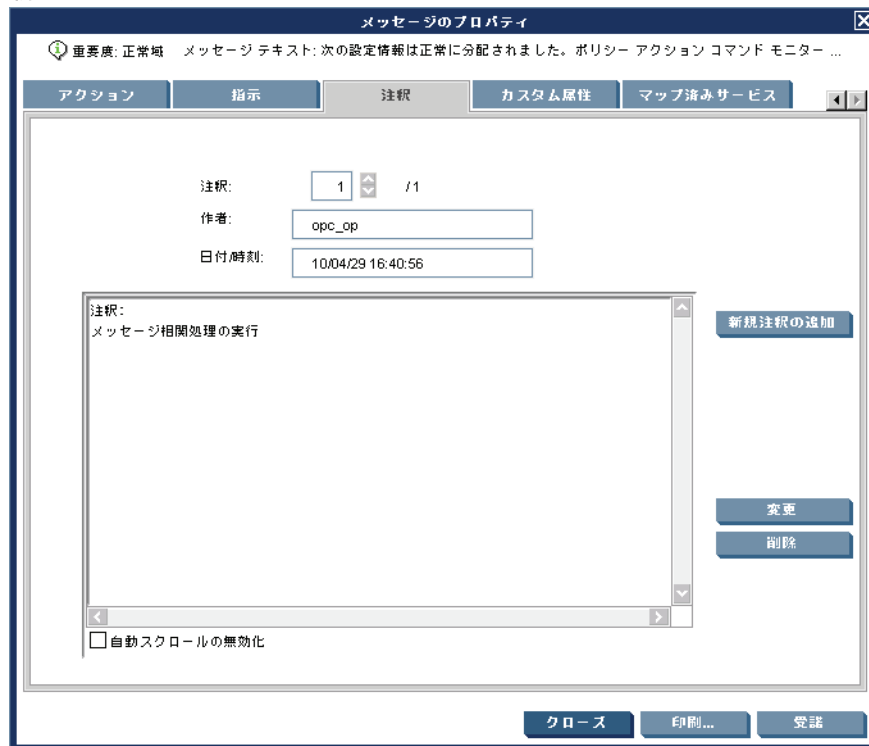 メッセージのプロパティ
重要度: 正常域 メッセージ テキスト: 次の設定情報は正常に分配されました。ポリシー アクション コマンド モニター ...
アクション 指示 注釈 カスタム属性 マップ済みサービス
注釈: 1 /1
作者: opc_op
日付/時刻: 10/04/29 16:40:56
注釈:
メッセージ相関処理の実行
新規注釈の追加
変更
削除
自動スクロールの無効化
クローズ 印刷... 受諾